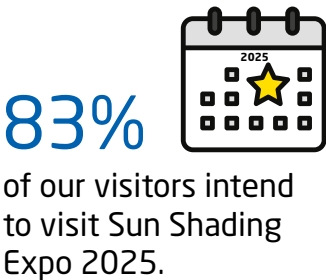 2025
83%
of our visitors intend
to visit Sun Shading
Expo 2025.